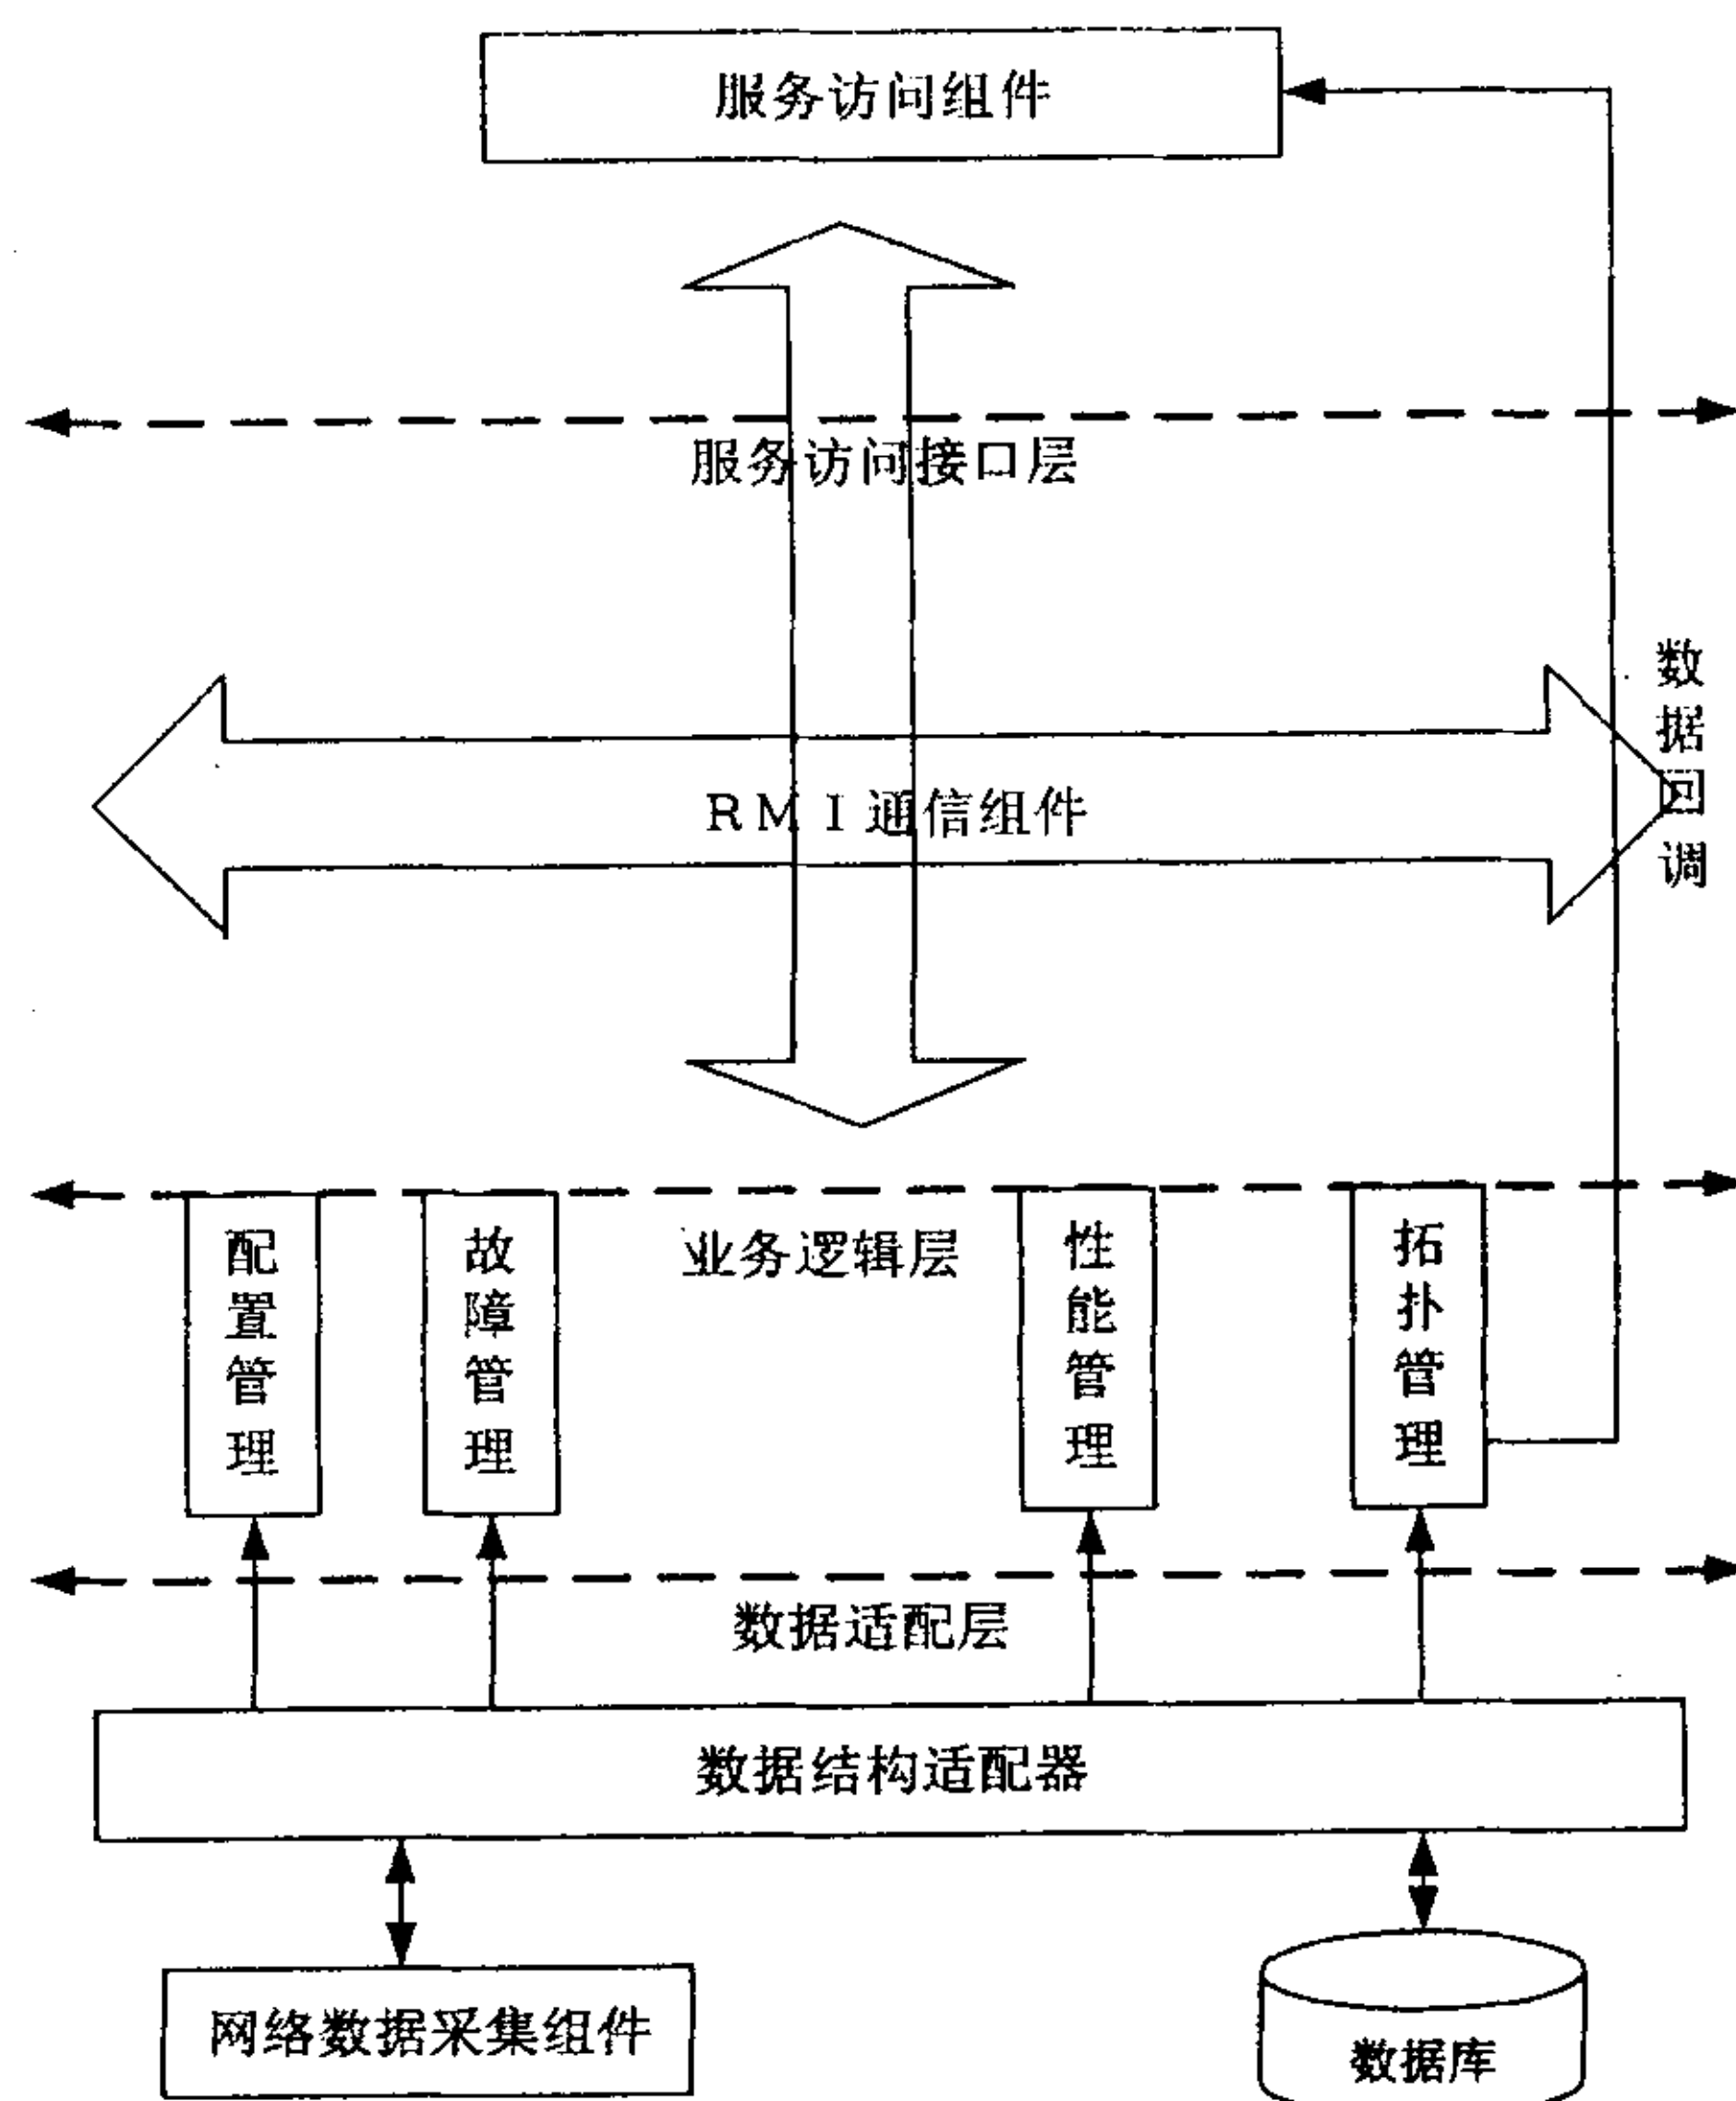 服务访问组件
服务访问接口层
数据回调
RMI通信组件
配置管理
故障管理
业务逻辑层
性能管理
拓扑管理
数据适配层
数据结构适配器
网络数据采集组件
数据库